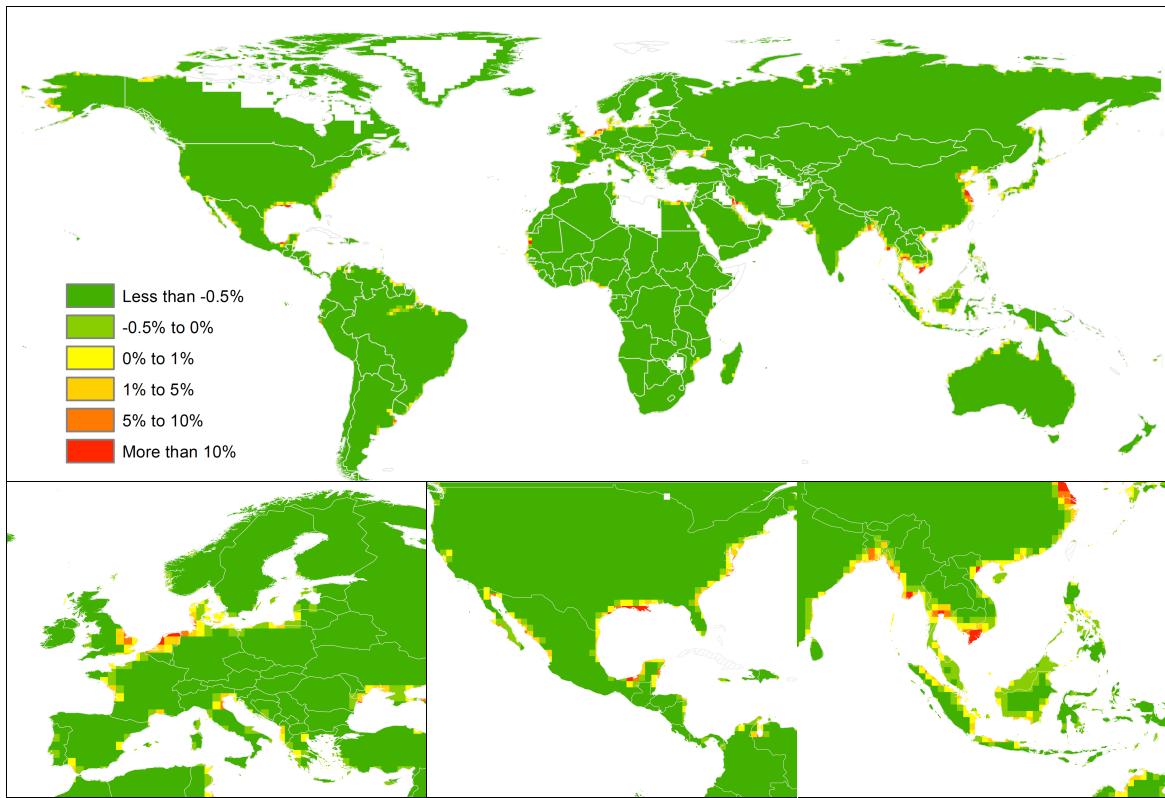 Less than -0.5%
-0.5% to 0%
0% to 1%
1% to 5%
5% to 10%
More than 10%